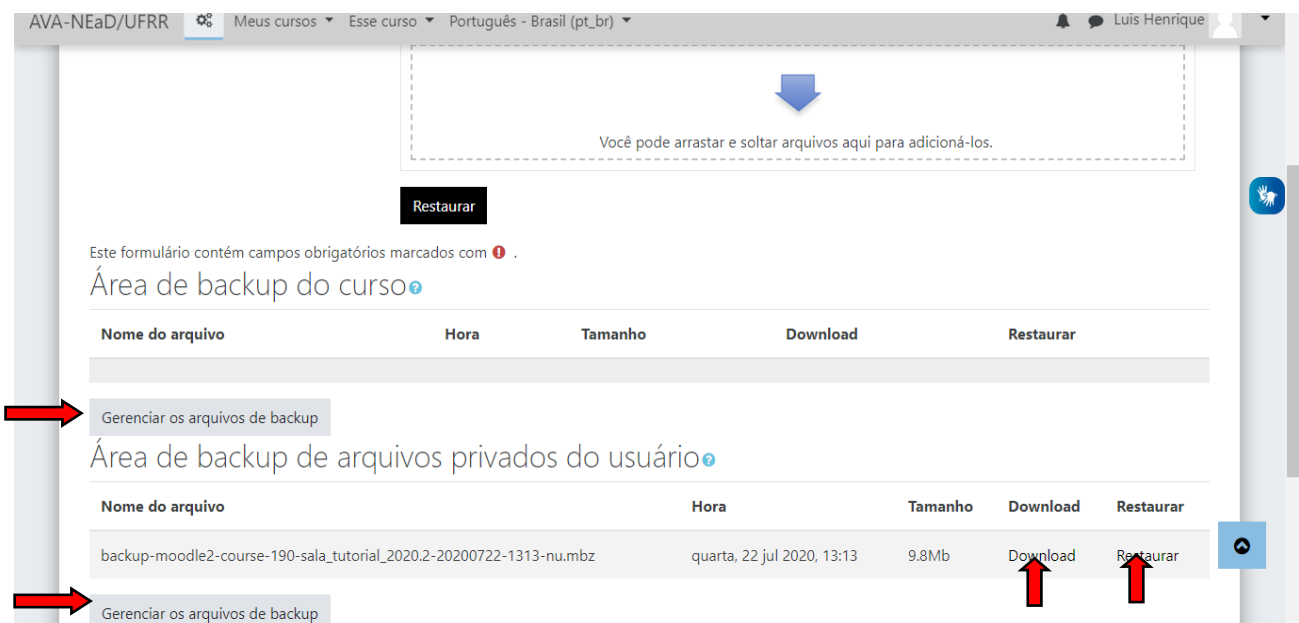 AVA-NEaD/UFRR Meus cursos Esse curso Português - Brasil (pt_br) Luis Henrique
Você pode arrastar e soltar arquivos aqui para adicioná-los.
Restaurar
Este formulário contém campos obrigatórios marcados com .
Área de backup do curso
Nome do arquivo Hora Tamanho Download Restaurar
Gerenciar os arquivos de backup
Área de backup de arquivos privados do usuário
Nome do arquivo Hora Tamanho Download Restaurar
backup-moodle2-course-190-sala_tutorial_2020.2-20200722-1313-nu.mbz quarta, 22 jul 2020, 13:13 9.8Mb Download Restaurar
Gerenciar os arquivos de backup